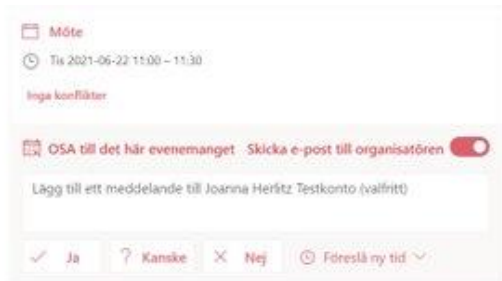 Möte
Tis 2021-06-22 11:00 – 11:30
Inga konflikter
OSA till det här evenemanget Skicka e-post till organisatören
Lägg till ett meddelande till Joanna Herlitz Testkonto (valfritt)
Ja ? Kanske Nej Föreslå ny tid